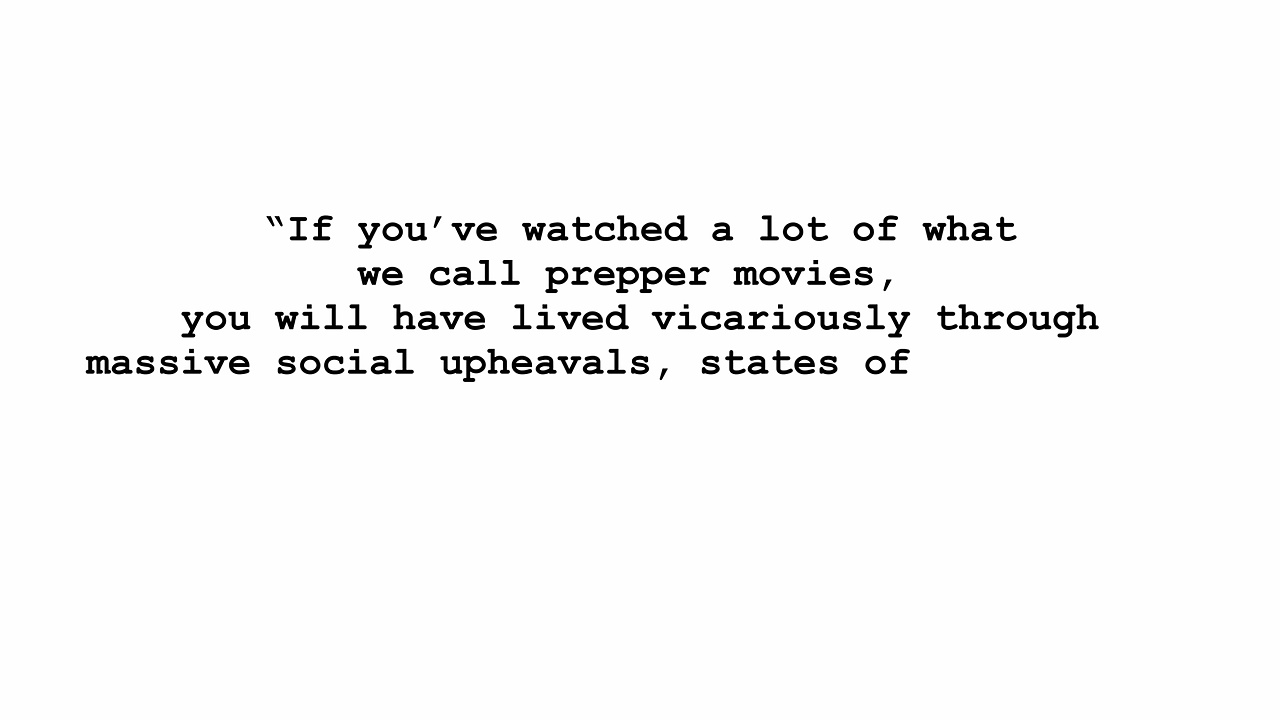 “If you’ve watched a lot of what
we call prepper movies,
you will have lived vicariously through
massive social upheavals, states of